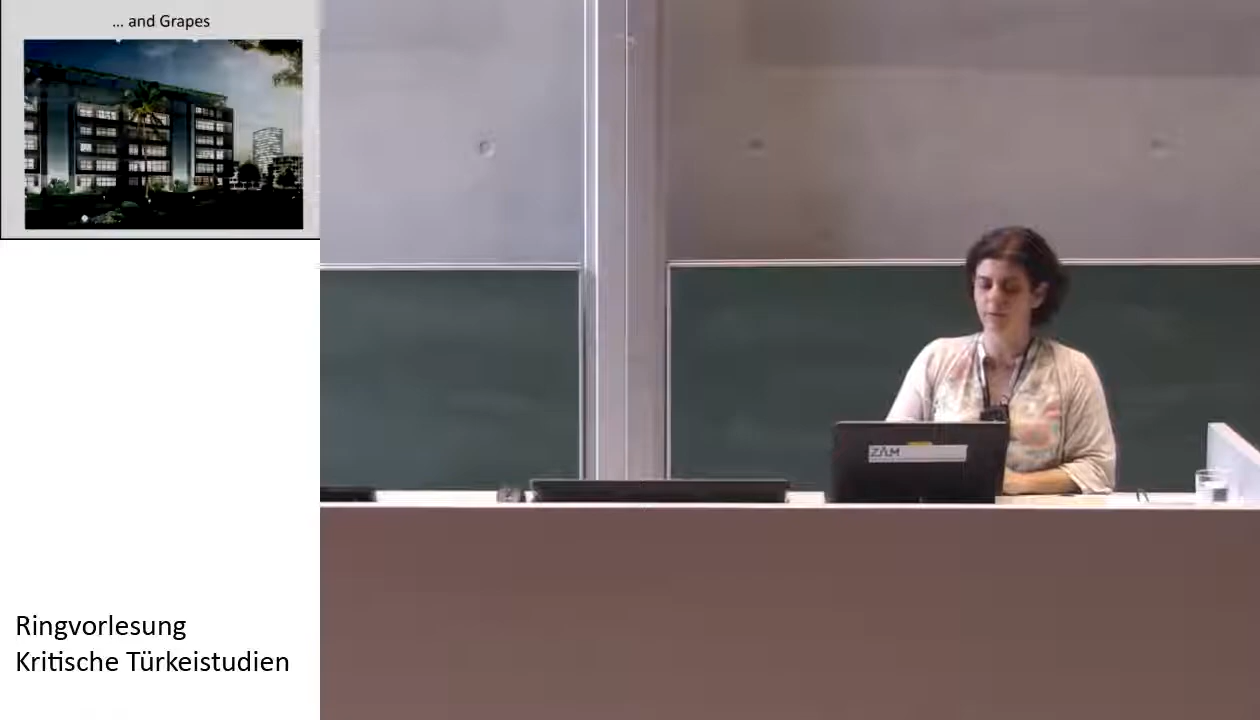 ... and Grapes
ZAM
Ringvorlesung
Kritische Türkeistudien